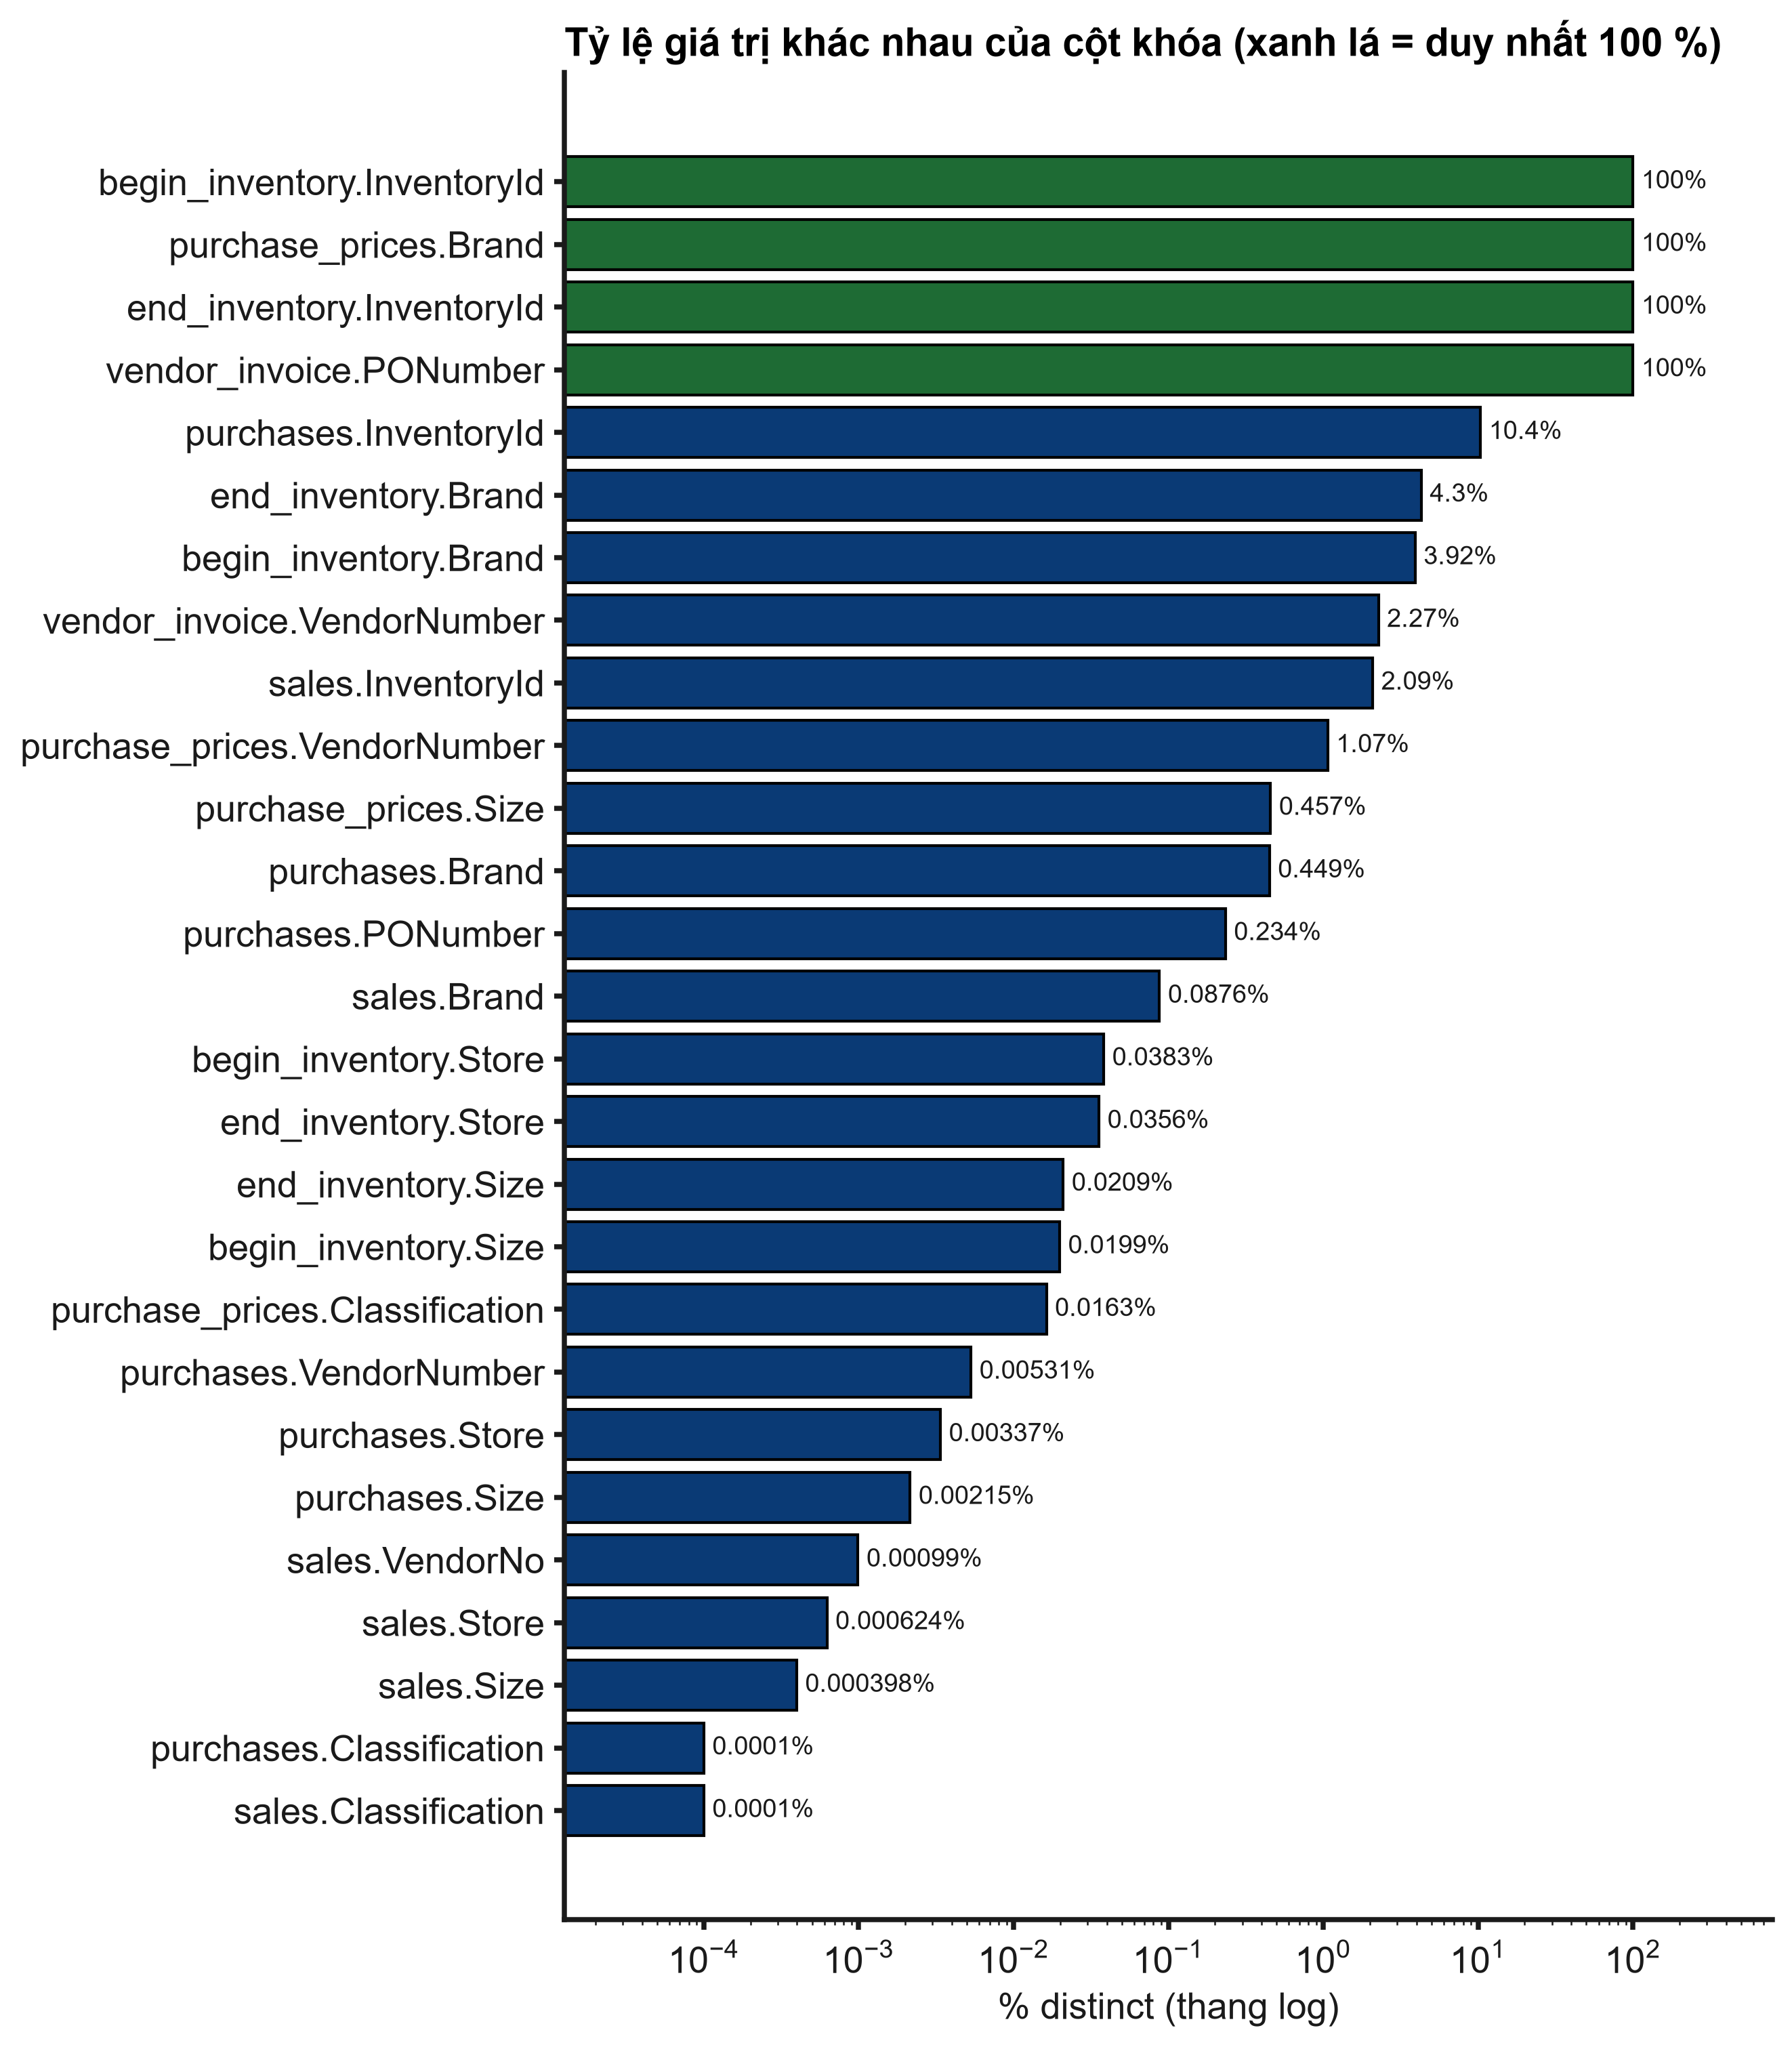 Tỷ lệ giá trị khác nhau của cột khóa (xanh lá = duy nhất 100 %)
begin_inventory.InventoryId 100%
purchase_prices.Brand 100%
end_inventory.InventoryId 100%
vendor_invoice.PONumber 100%
purchases.InventoryId 10.4%
end_inventory.Brand 4.3%
begin_inventory.Brand 3.92%
vendor_invoice.VendorNumber 2.27%
sales.InventoryId 2.09%
purchase_prices.VendorNumber 1.07%
purchase_prices.Size 0.457%
purchases.Brand 0.449%
purchases.PONumber 0.234%
sales.Brand 0.0876%
begin_inventory.Store 0.0383%
end_inventory.Store 0.0356%
end_inventory.Size 0.0209%
begin_inventory.Size 0.0199%
purchase_prices.Classification 0.0163%
purchases.VendorNumber 0.00531%
purchases.Store 0.00337%
purchases.Size 0.00215%
sales.VendorNo 0.00099%
sales.Store 0.000624%
sales.Size 0.000398%
purchases.Classification 0.0001%
sales.Classification 0.0001%
10⁻⁴ 10⁻³ 10⁻² 10⁻¹ 10⁰ 10¹ 10²
% distinct (thang log)